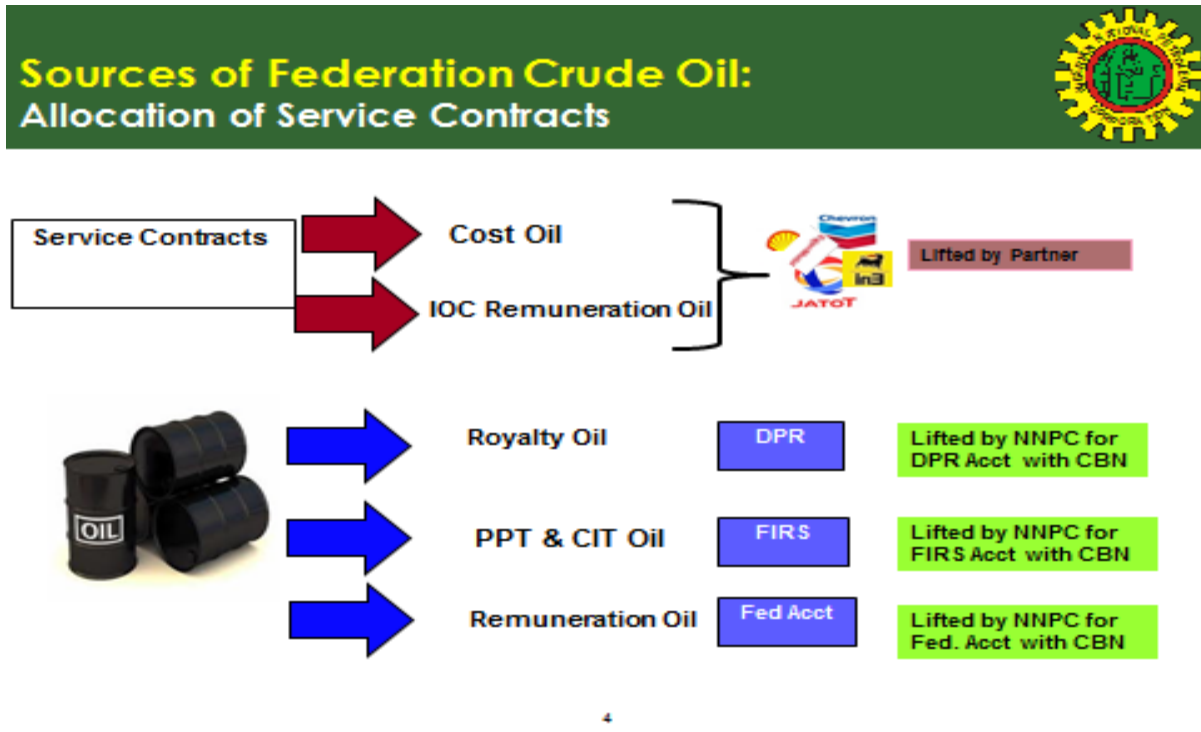 Sources of Federation Crude Oil:
Allocation of Service Contracts
Service Contracts
Cost Oil
IOC Remuneration Oil
Chevron
JATOT
Lifted by Partner
OIL
Royalty Oil
DPR
Lifted by NNPC for
DPR Acct with CBN
PPT & CIT Oil
FIRS
Lifted by NNPC for
FIRS Acct with CBN
Remuneration Oil
Fed Acct
Lifted by NNPC for
Fed. Acct with CBN
4